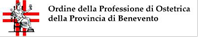 Ordine della Professione di Ostetrica
della Provincia di Benevento